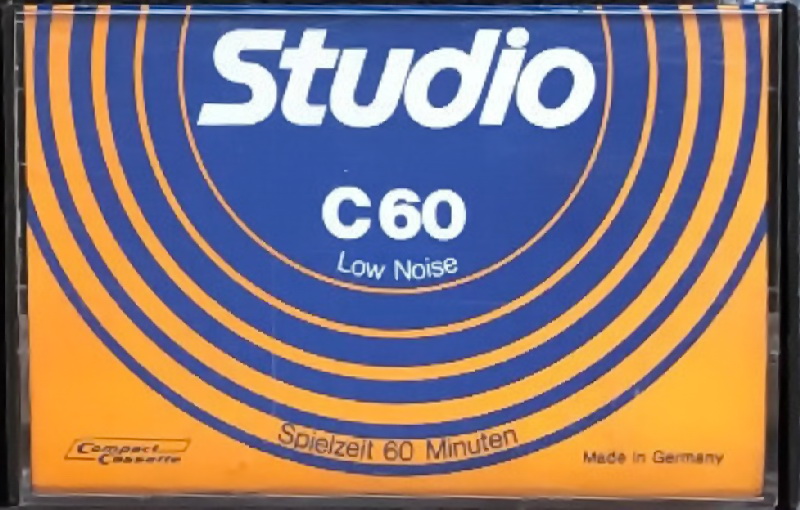 Studio
C60
Low Noise
Spielzeit 60 Minuten
Compact
Cassette
Made in Germany